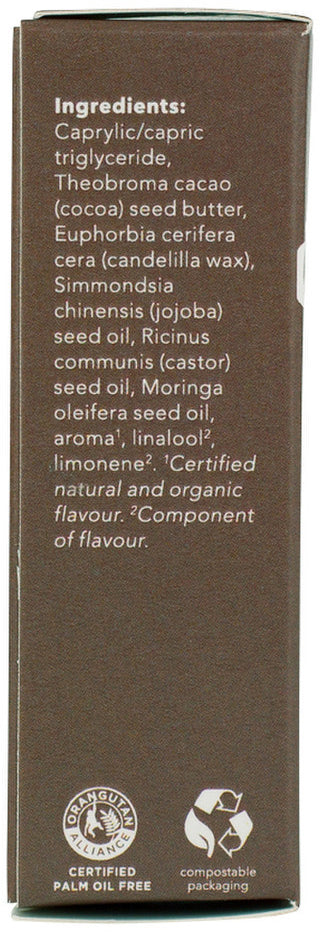 Ingredients:
Caprylic/capric
triglyceride,
Theobroma cacao
(cocoa) seed butter,
Euphorbia cerifera
cera (candelilla wax),
Simmondsia
chinensis (jojoba)
seed oil, Ricinus
communis (castor)
seed oil, Moringa
oleifera seed oil,
aroma¹, linalool²,
limonene². ¹Certified
natural and organic
flavour. ²Component
of flavour.
ORANGUTAN
ALLIANCE
CERTIFIED
PALM OIL FREE
compostable
packaging